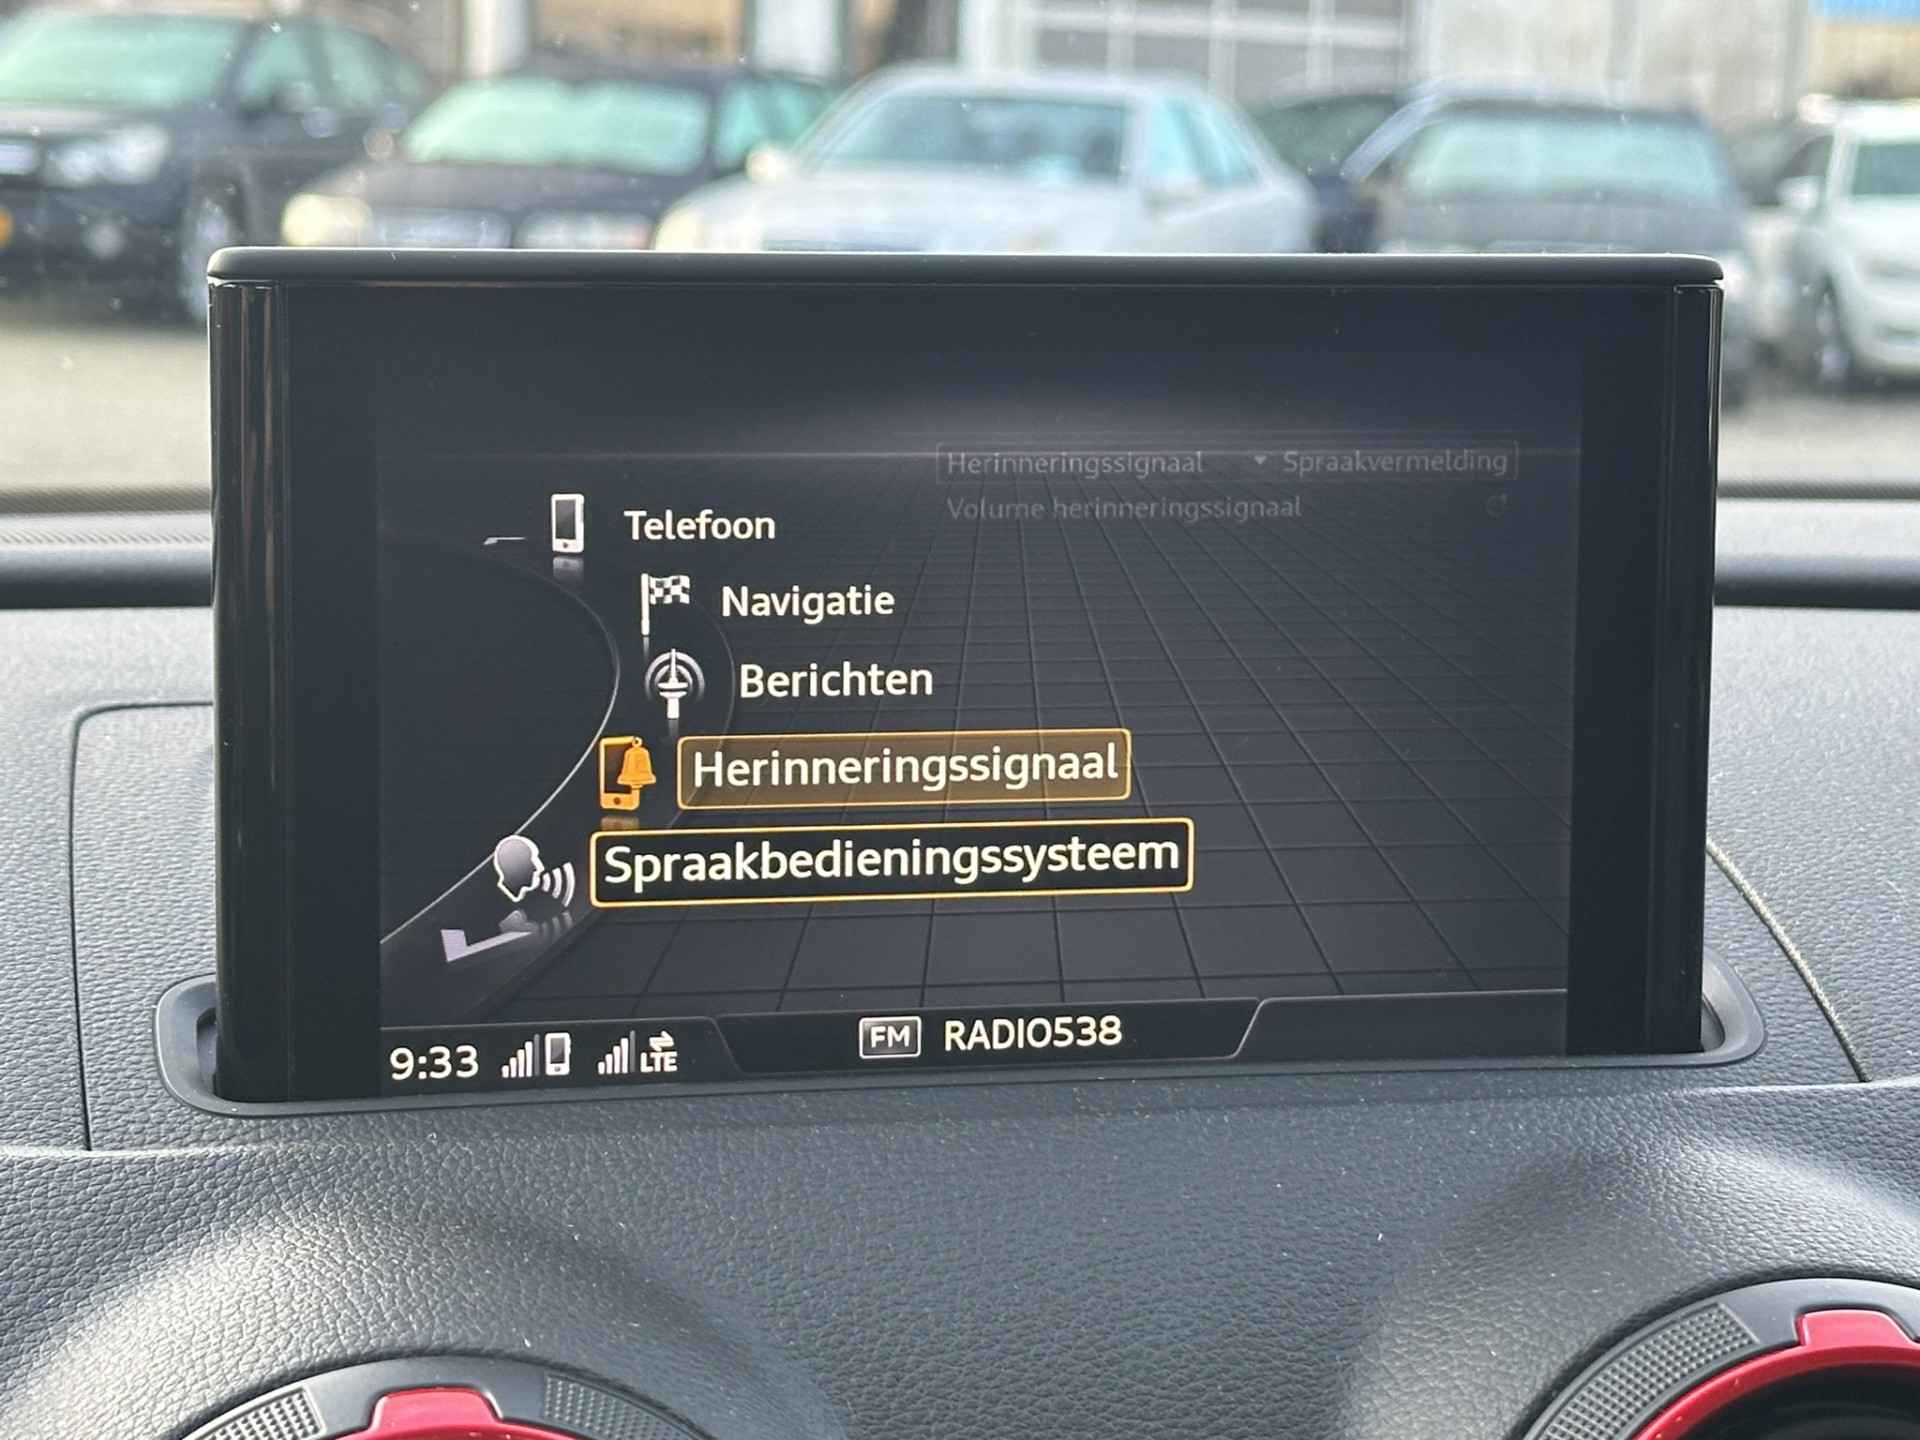 Herinneringssignaal Spraakvermelding
Volume herinneringssignaal
Telefoon
Navigatie
Berichten
Herinneringssignaal
Spraakbedieningssysteem
9:33 LTE FM RADIO538